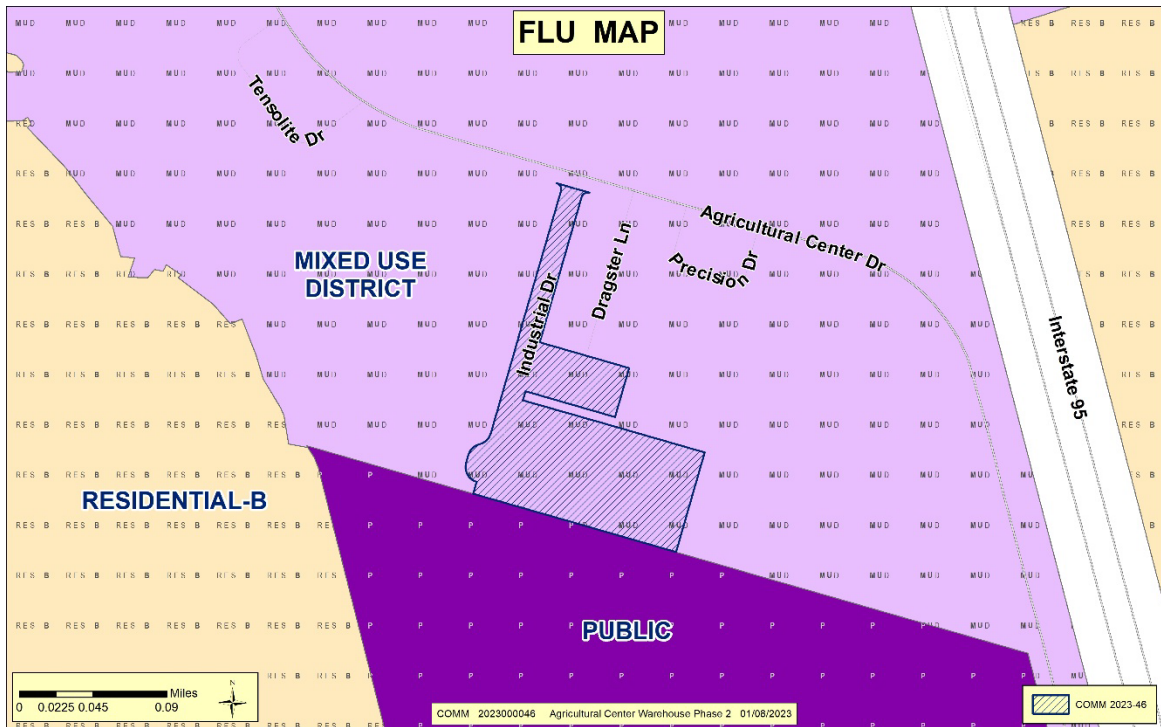 FLU MAP
Tensolite Dr
Agricultural Center Dr
Dragster Ln
Precision Dr
MIXED USE
DISTRICT
Industrial Dr
Interstate 95
RESIDENTIAL-B
PUBLIC
Miles
0 0.0225 0.045 0.09
COMM 2023000046 Agricultural Center Warehouse Phase 2 01/08/2023
COMM 2023-46
MUD
RES B
P